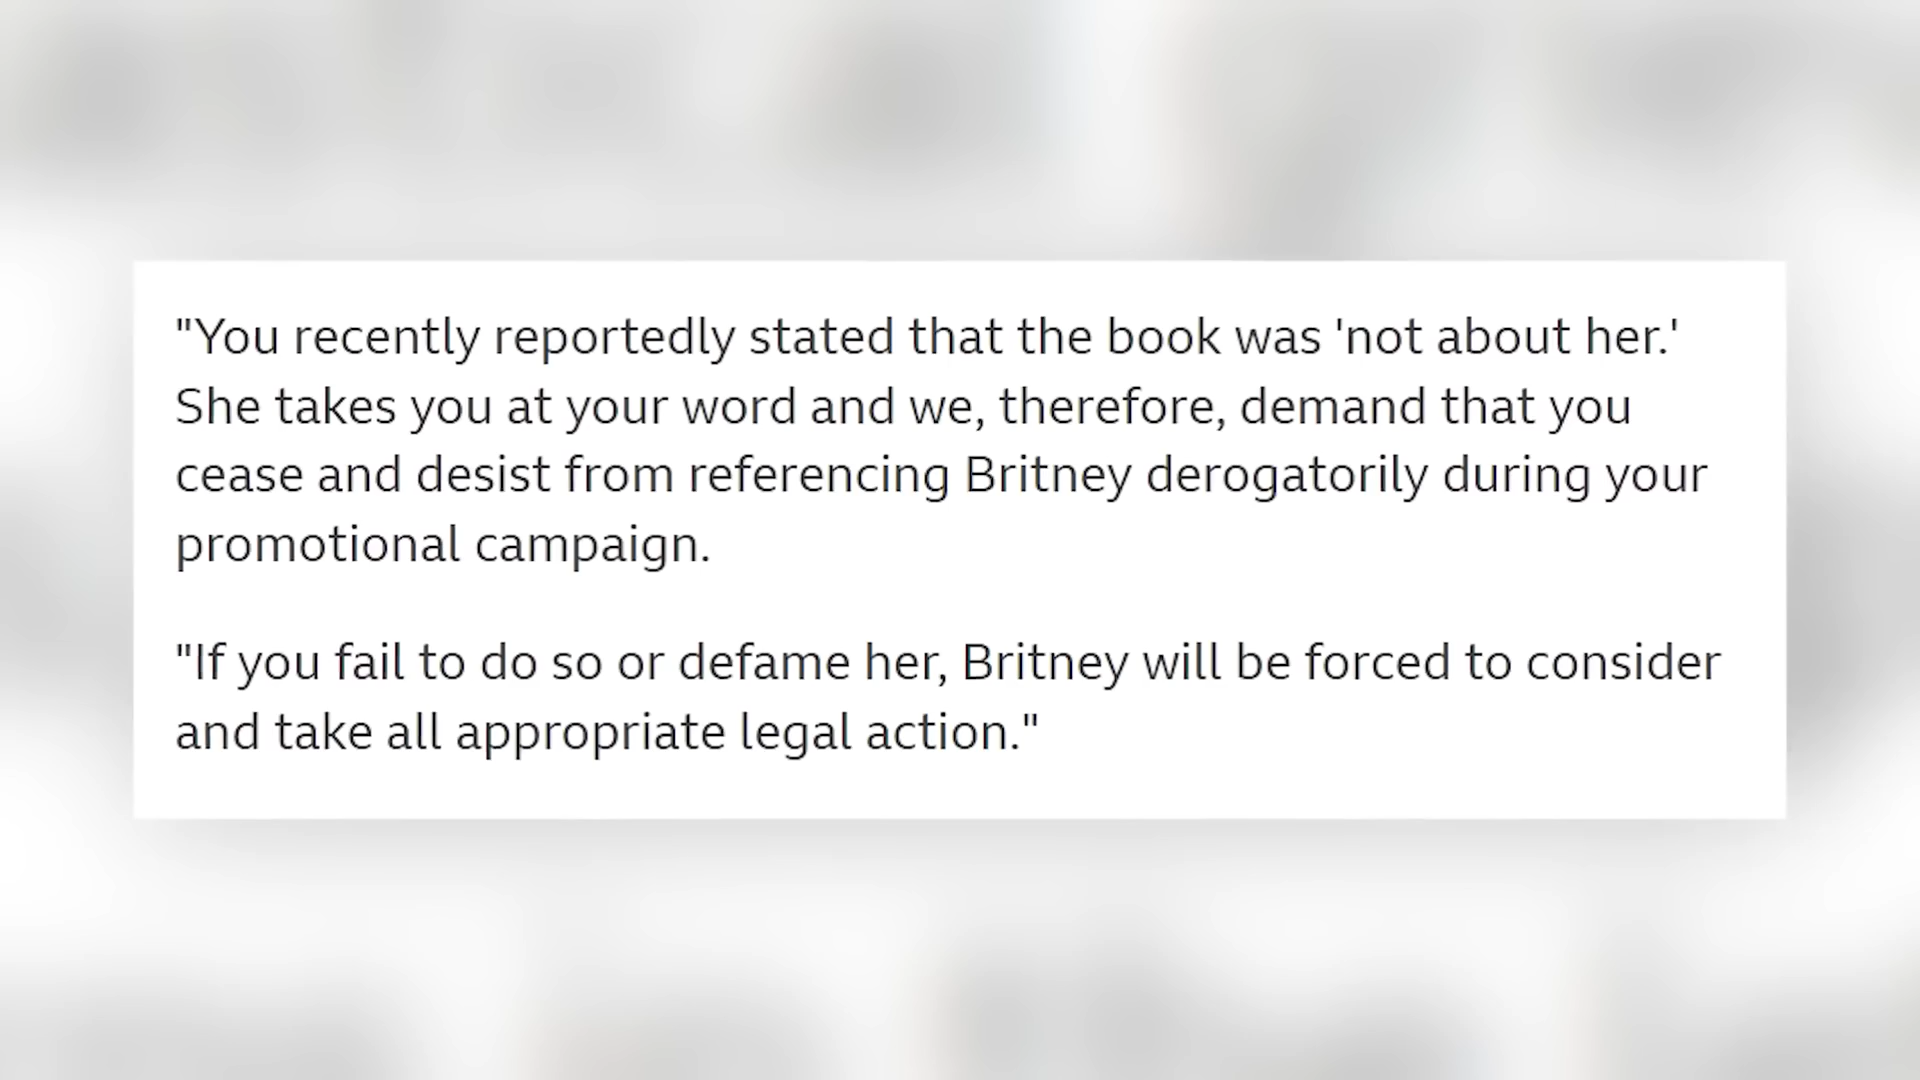 "You recently reportedly stated that the book was 'not about her.'
She takes you at your word and we, therefore, demand that you
cease and desist from referencing Britney derogatorily during your
promotional campaign.
"If you fail to do so or defame her, Britney will be forced to consider
and take all appropriate legal action."